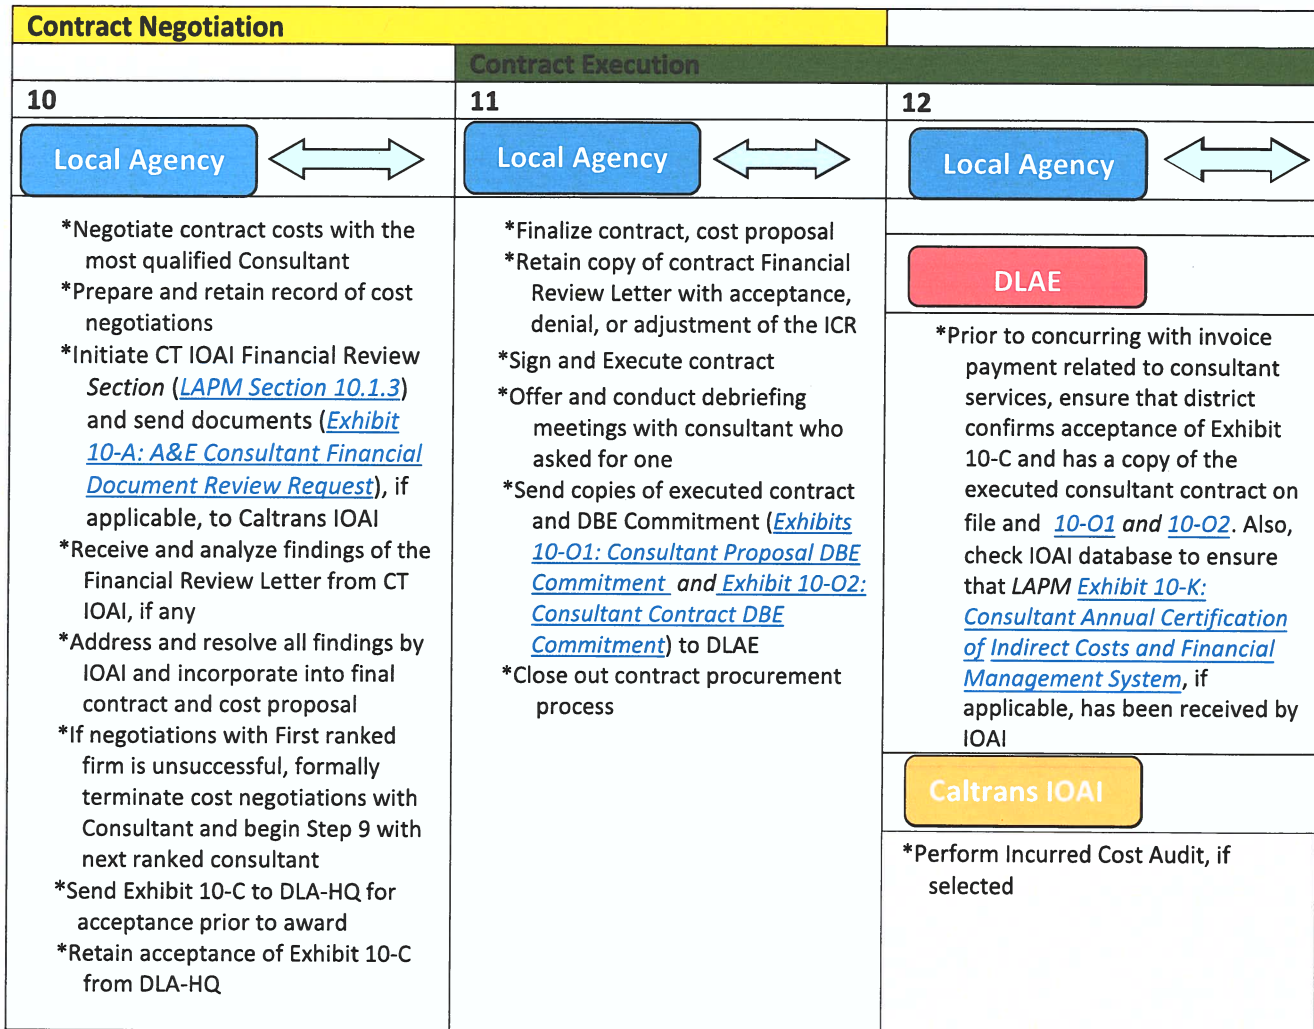 Contract Negotiation
Contract Execution
10
11
12
Local Agency
Local Agency
Local Agency
*Negotiate contract costs with the
most qualified Consultant
*Prepare and retain record of cost
negotiations
*Initiate CT IOAI Financial Review
Section (LAPM Section 10.1.3)
and send documents (Exhibit
10-A: A&E Consultant Financial
Document Review Request), if
applicable, to Caltrans IOAI
*Receive and analyze findings of the
Financial Review Letter from CT
IOAI, if any
*Address and resolve all findings by
IOAI and incorporate into final
contract and cost proposal
*If negotiations with First ranked
firm is unsuccessful, formally
terminate cost negotiations with
Consultant and begin Step 9 with
next ranked consultant
*Send Exhibit 10-C to DLA-HQ for
acceptance prior to award
*Retain acceptance of Exhibit 10-C
from DLA-HQ
*Finalize contract, cost proposal
*Retain copy of contract Financial
Review Letter with acceptance,
denial, or adjustment of the ICR
*Sign and Execute contract
*Offer and conduct debriefing
meetings with consultant who
asked for one
*Send copies of executed contract
and DBE Commitment (Exhibits
10-O1: Consultant Proposal DBE
Commitment and Exhibit 10-O2:
Consultant Contract DBE
Commitment) to DLAE
*Close out contract procurement
process
DLAE
*Prior to concurring with invoice
payment related to consultant
services, ensure that district
confirms acceptance of Exhibit
10-C and has a copy of the
executed consultant contract on
file and 10-O1 and 10-O2. Also,
check IOAI database to ensure
that LAPM Exhibit 10-K:
Consultant Annual Certification
of Indirect Costs and Financial
Management System, if
applicable, has been received by
IOAI
Caltrans IOAI
*Perform Incurred Cost Audit, if
selected